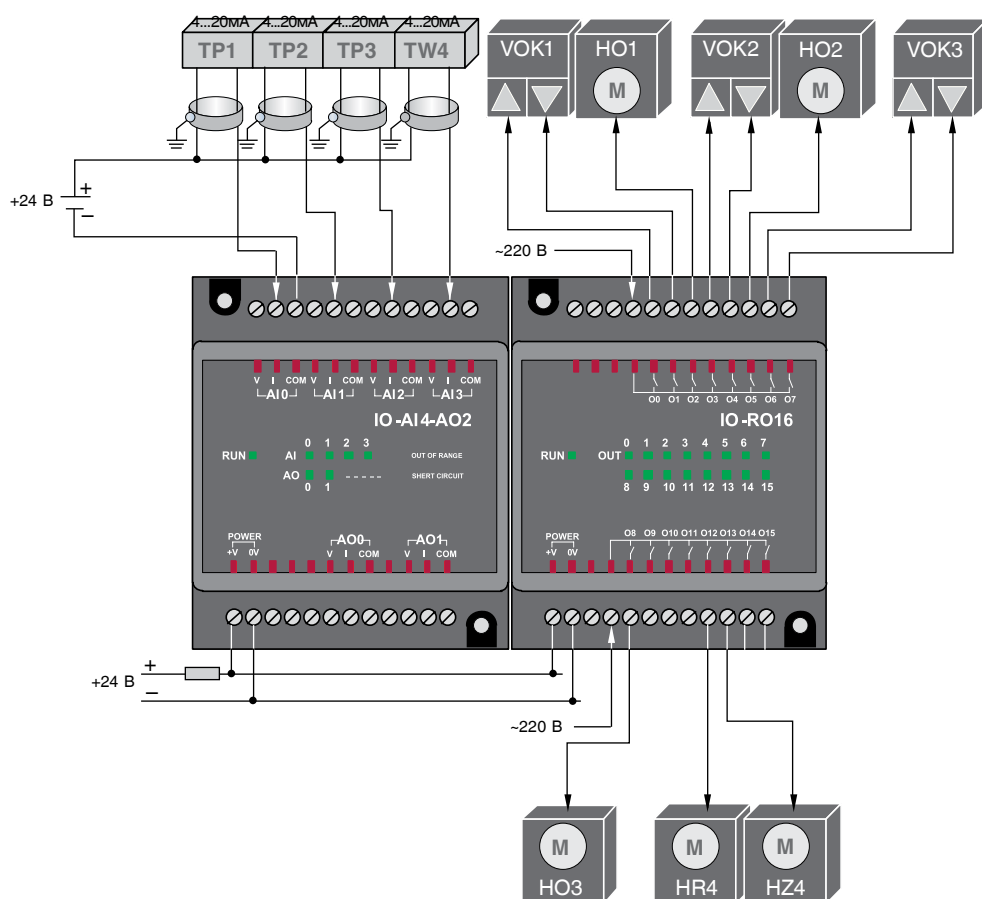 4...20мА 4...20мА 4...20мА 4...20мА
TP1 TP2 TP3 TW4
VOK1 HO1 VOK2 HO2 VOK3
M M
+
+24 В
−
~220 В
V I COM V I COM V I COM V I COM
AI0 AI1 AI2 AI3
IO-AI4-AO2
0 1 2 3
RUN AI OUT OF RANGE
AO SHERT CIRCUIT
0 1
POWER AO0 AO1
+V 0V V I COM V I COM
O0 O1 O2 O3 O4 O5 O6 O7
IO-RO16
0 1 2 3 4 5 6 7
RUN OUT
8 9 10 11 12 13 14 15
POWER O8 O9 O10 O11 O12 O13 O14 O15
+V 0V
+
+24 В
−
~220 В
M M M
HO3 HR4 HZ4